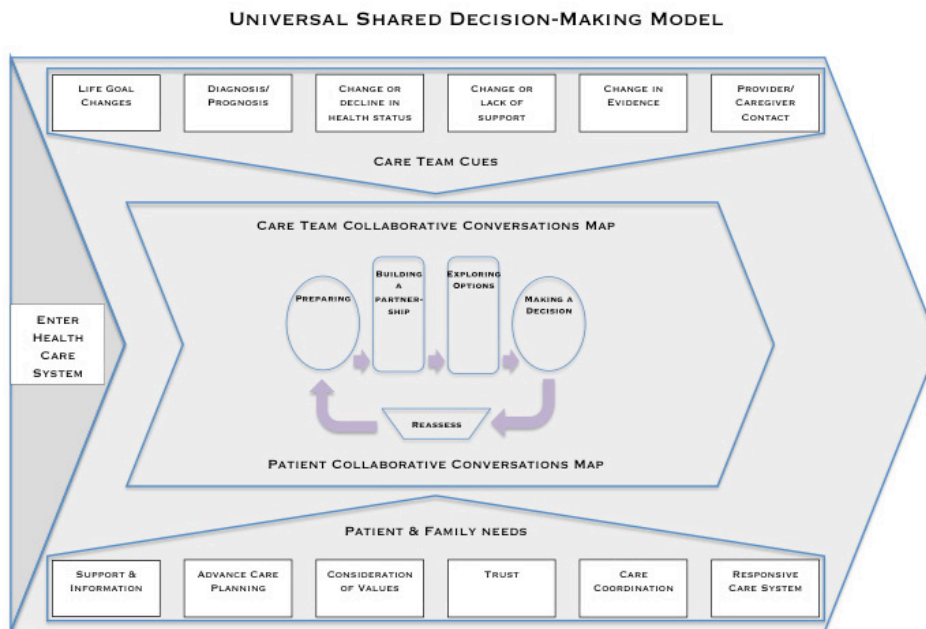 Universal Shared Decision-Making Model
Life Goal
Changes
Diagnosis/
Prognosis
Change or
decline in
health status
Change or
lack of
support
Change in
Evidence
Provider/
Caregiver
Contact
Care Team Cues
Care Team Collaborative Conversations Map
Preparing
Building
a
partner-
ship
Exploring
Options
Making a
Decision
Enter
Health
Care
System
Reassess
Patient Collaborative Conversations Map
Patient & Family needs
Support &
Information
Advance Care
Planning
Consideration
of Values
Trust
Care
Coordination
Responsive
Care System